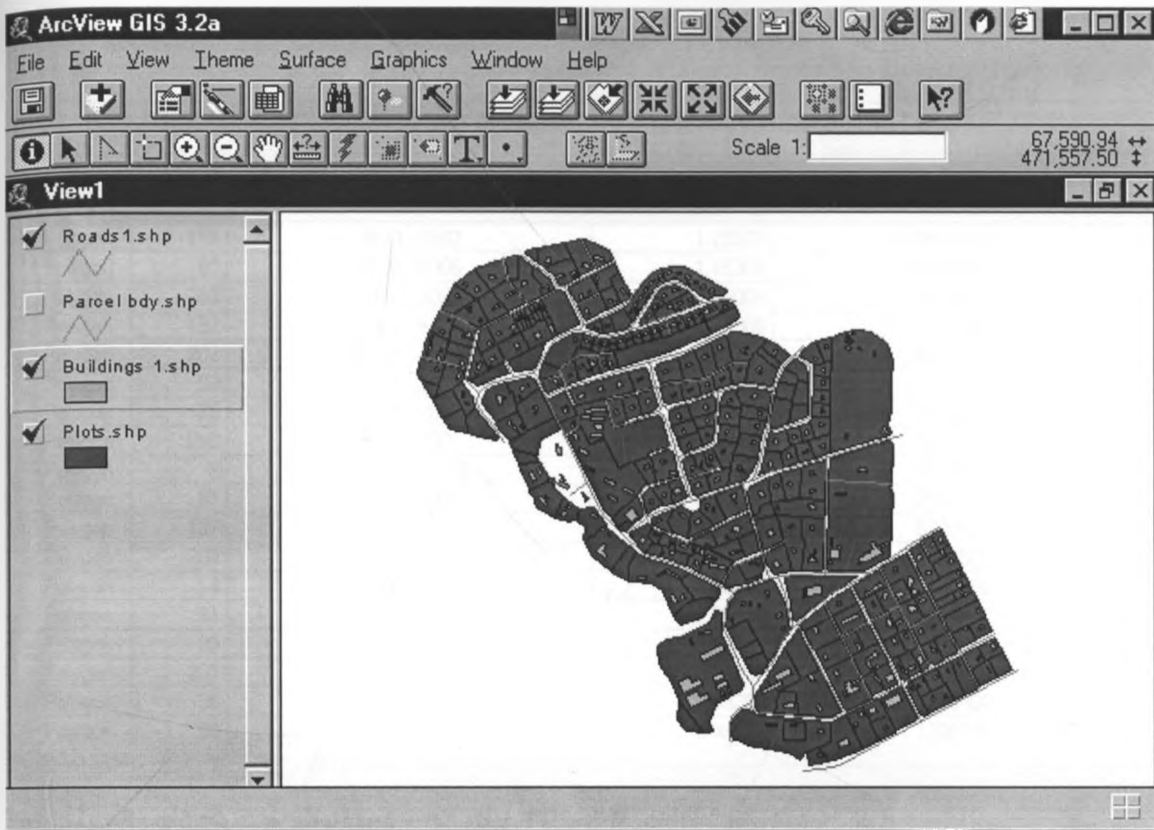 ArcView GIS 3.2a
File Edit View Theme Surface Graphics Window Help
Scale 1:
67,590.94
471,557.50
View1
Roads1.shp
Parcel bdy.shp
Buildings 1.shp
Plots.shp